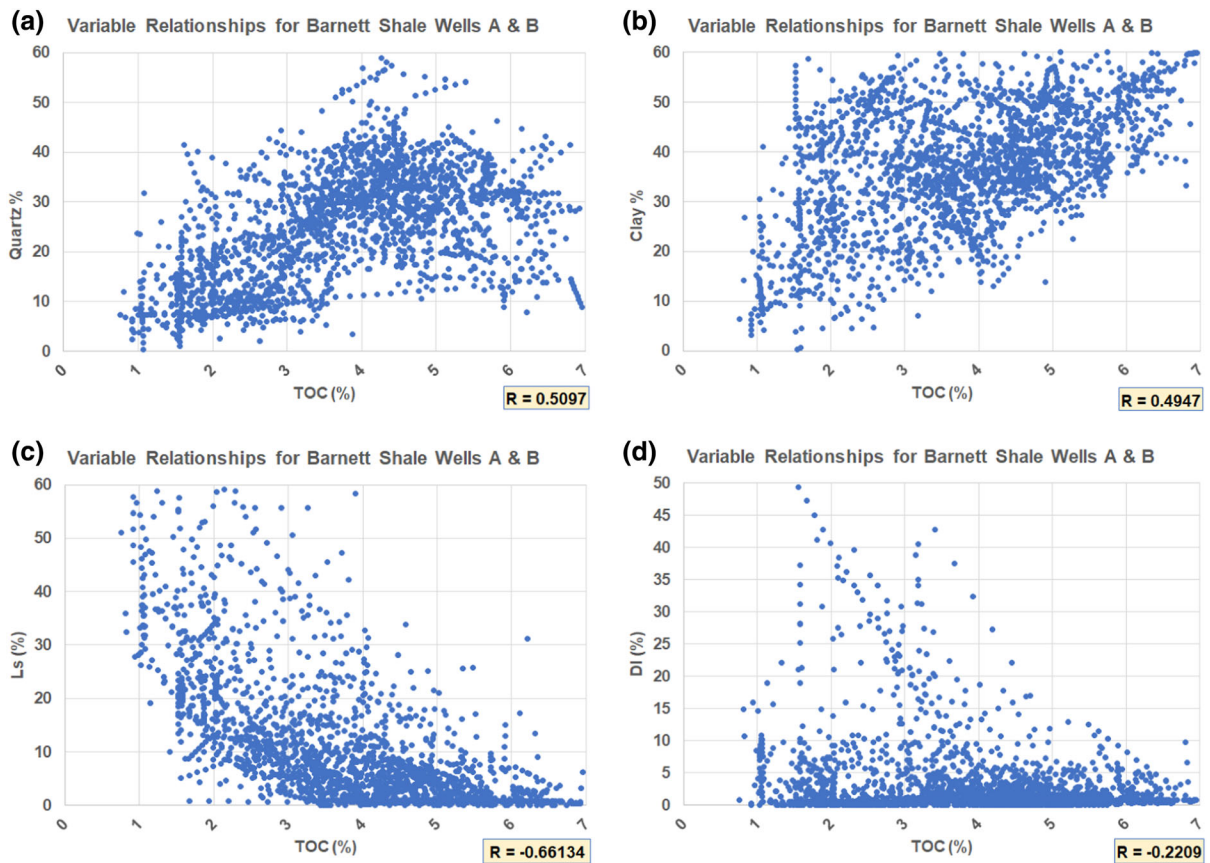 (a) Variable Relationships for Barnett Shale Wells A & B
60
50
40
30
20
10
0
Quartz %
0 1 2 3 4 5 6 7
TOC (%)
R = 0.5097
(b) Variable Relationships for Barnett Shale Wells A & B
60
50
40
30
20
10
0
Clay %
0 1 2 3 4 5 6 7
TOC (%)
R = 0.4947
(c) Variable Relationships for Barnett Shale Wells A & B
60
50
40
30
20
10
0
Ls (%)
0 1 2 3 4 5 6 7
TOC (%)
R = -0.66134
(d) Variable Relationships for Barnett Shale Wells A & B
50
45
40
35
30
25
20
15
10
5
0
Dl (%)
0 1 2 3 4 5 6 7
TOC (%)
R = -0.2209